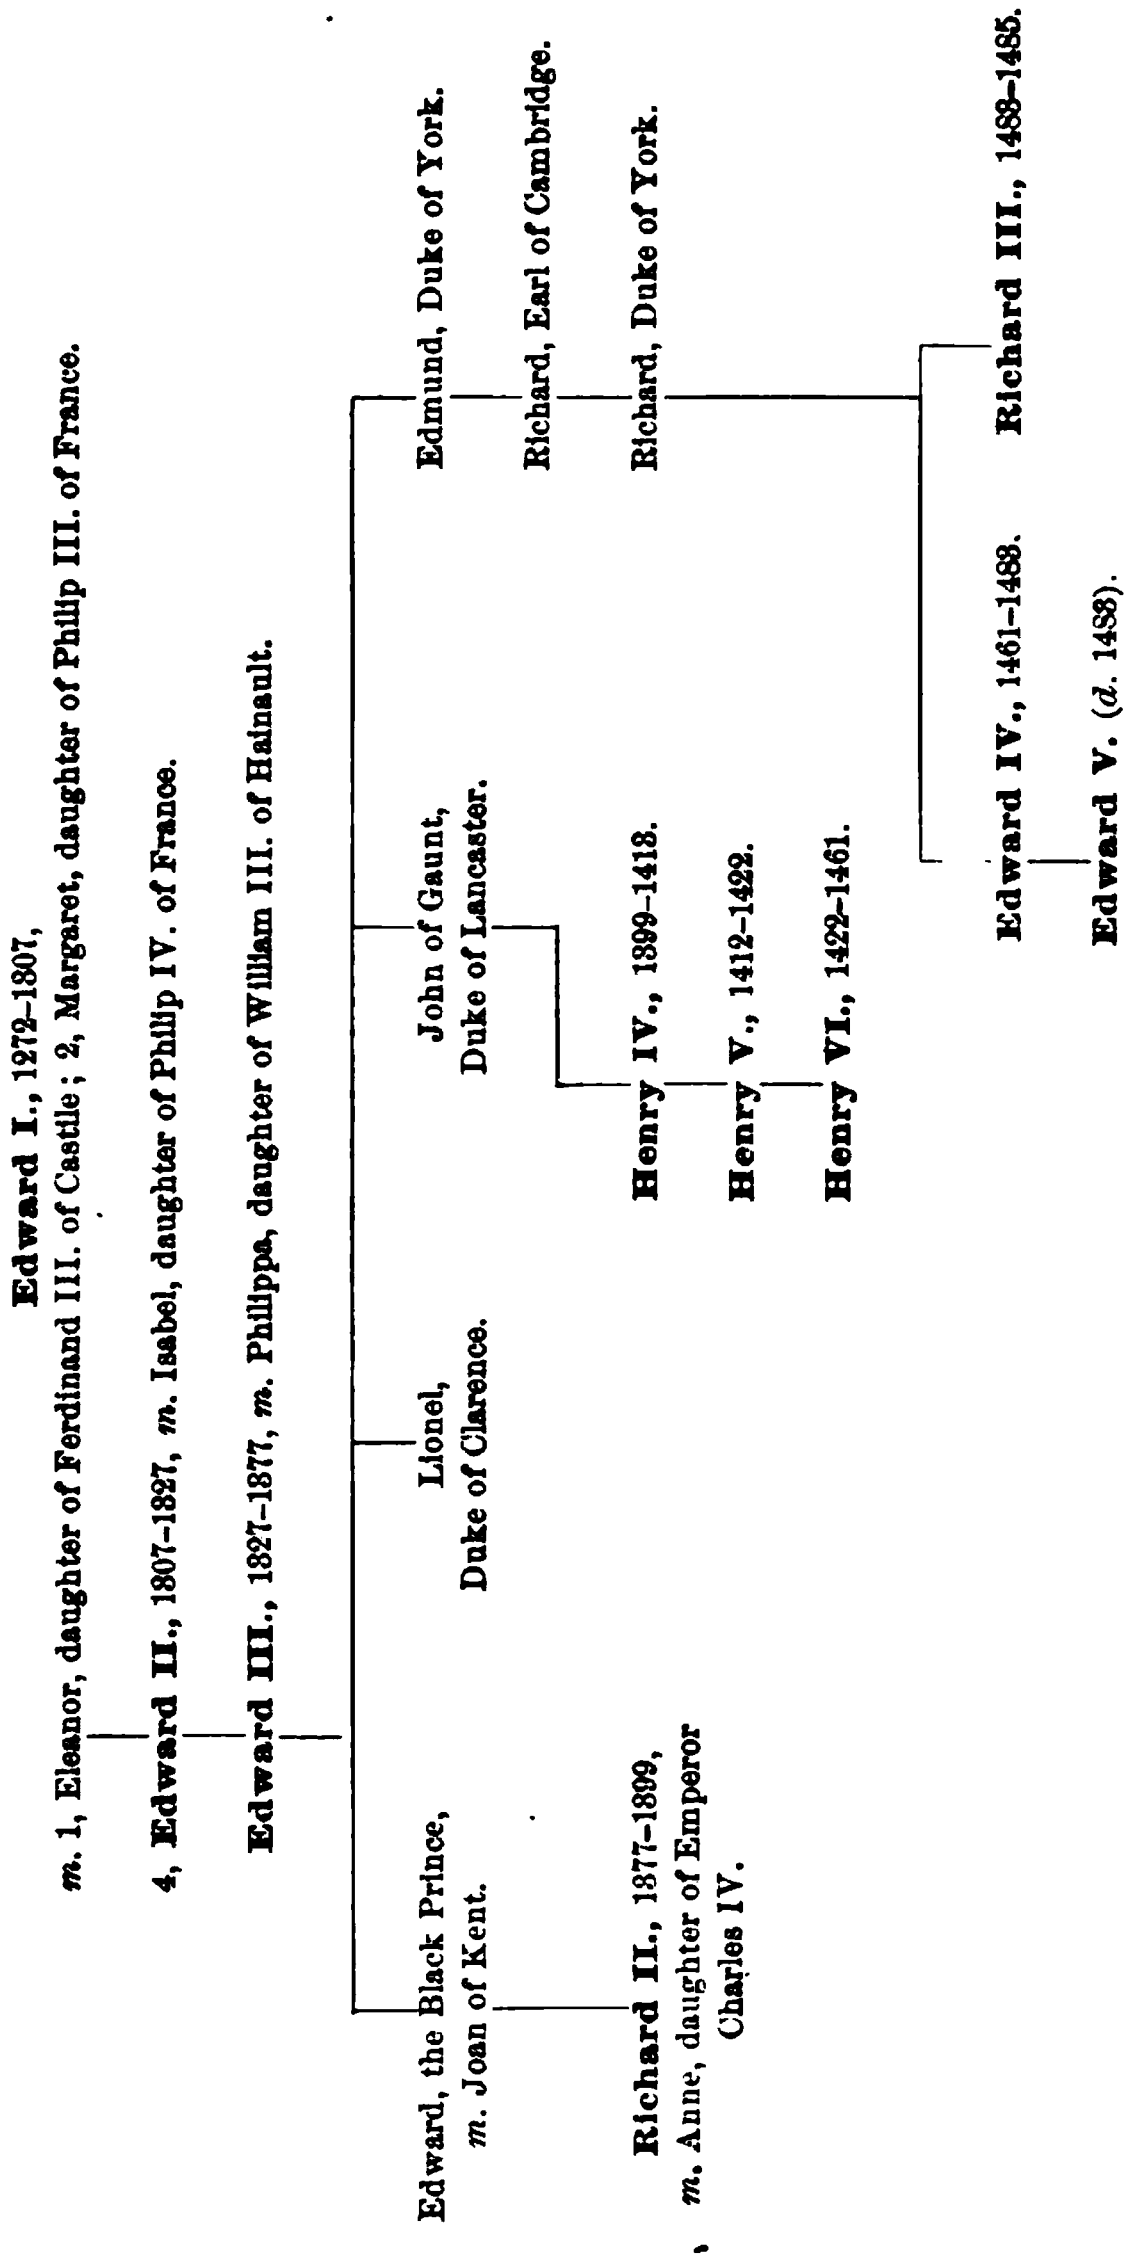 Edward I., 1272–1307,
m. 1, Eleanor, daughter of Ferdinand III. of Castile; 2, Margaret, daughter of Philip III. of France.
4, Edward II., 1307–1327, m. Isabel, daughter of Philip IV. of France.
Edward III., 1327–1377, m. Philippa, daughter of William III. of Hainault.
Edward, the Black Prince,
m. Joan of Kent.
Lionel,
Duke of Clarence.
John of Gaunt,
Duke of Lancaster.
Edmund, Duke of York.
Richard, Earl of Cambridge.
Richard II., 1377–1399,
m. Anne, daughter of Emperor
Charles IV.
Henry IV., 1399–1413.
Richard, Duke of York.
Henry V., 1412–1422.
Henry VI., 1422–1461.
Edward IV., 1461–1483.
Richard III., 1483–1485.
Edward V. (d. 1483).